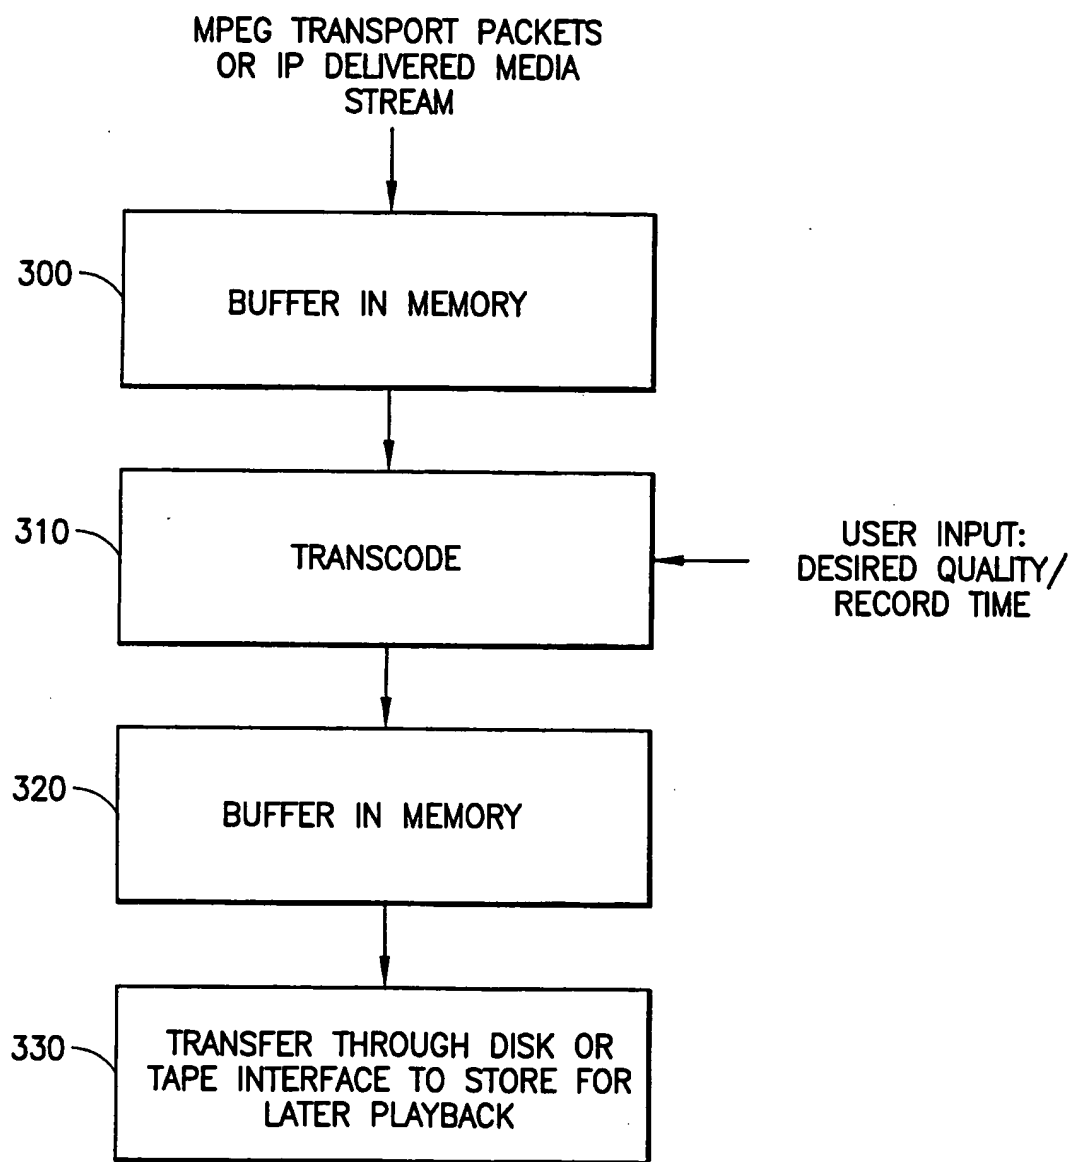 MPEG TRANSPORT PACKETS
OR IP DELIVERED MEDIA
STREAM
300
BUFFER IN MEMORY
310
TRANSCODE
USER INPUT:
DESIRED QUALITY/
RECORD TIME
320
BUFFER IN MEMORY
330
TRANSFER THROUGH DISK OR
TAPE INTERFACE TO STORE FOR
LATER PLAYBACK